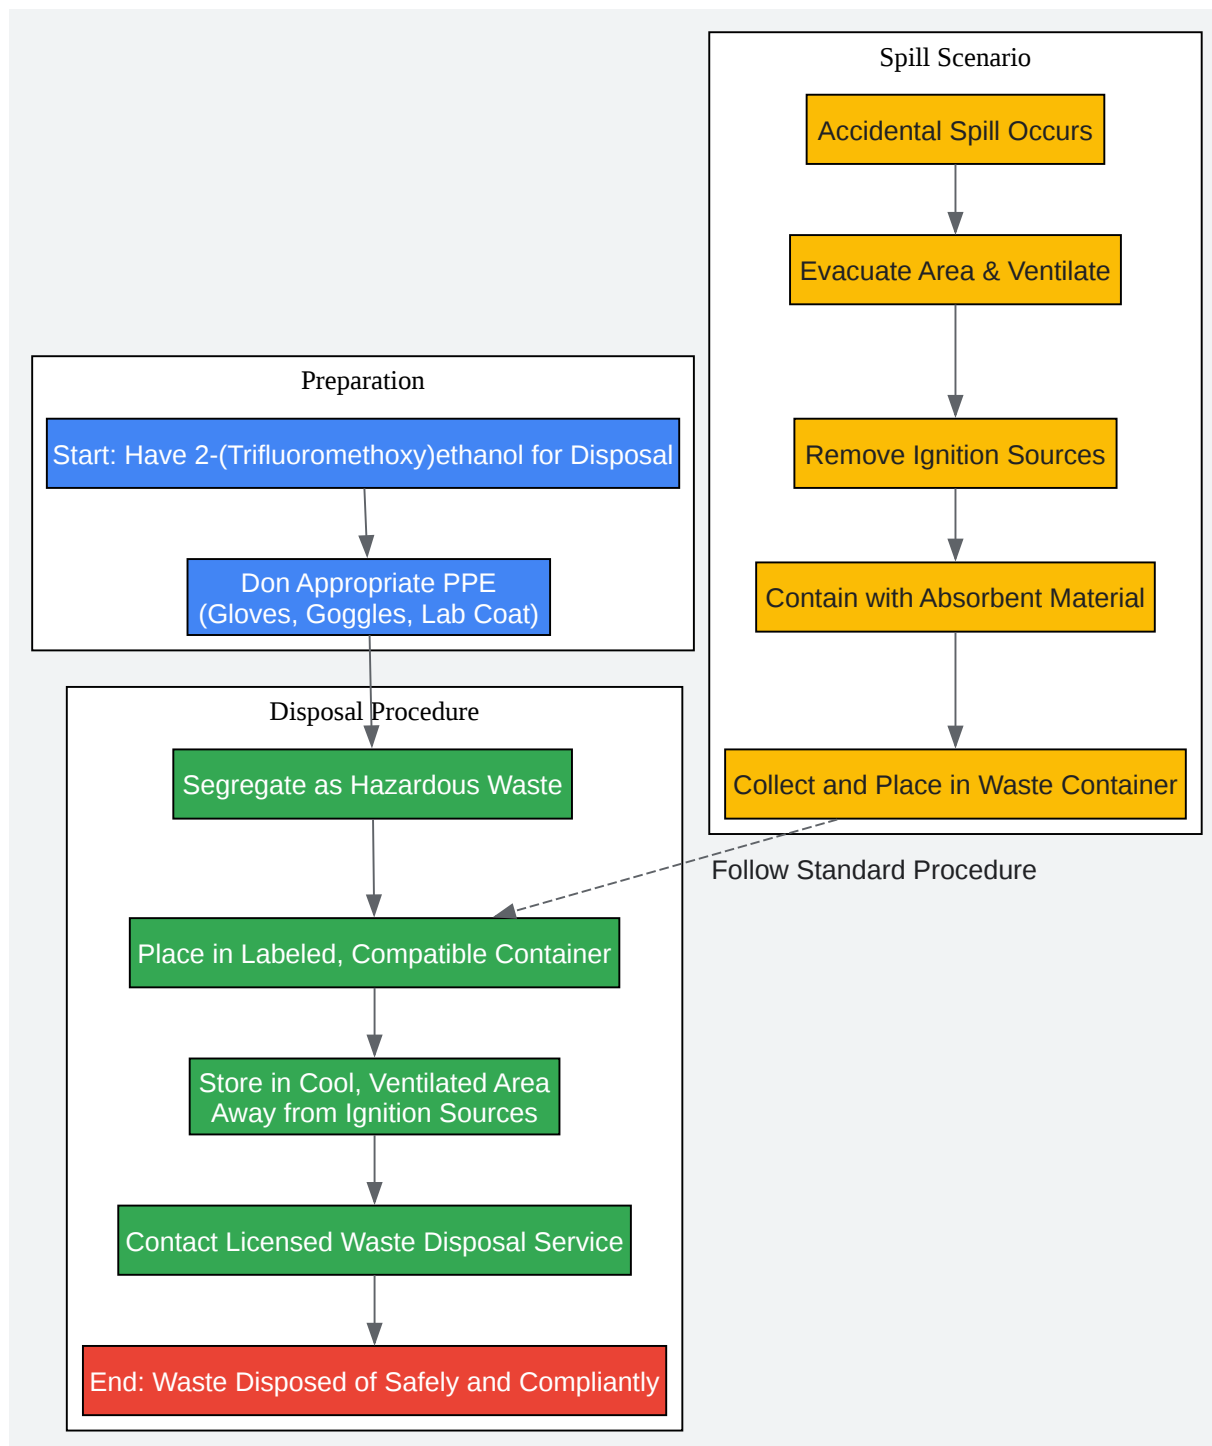 Spill Scenario
Accidental Spill Occurs
Evacuate Area & Ventilate
Remove Ignition Sources
Contain with Absorbent Material
Collect and Place in Waste Container
Follow Standard Procedure
Preparation
Start: Have 2-(Trifluoromethoxy)ethanol for Disposal
Don Appropriate PPE
(Gloves, Goggles, Lab Coat)
Disposal Procedure
Segregate as Hazardous Waste
Place in Labeled, Compatible Container
Store in Cool, Ventilated Area
Away from Ignition Sources
Contact Licensed Waste Disposal Service
End: Waste Disposed of Safely and Compliantly